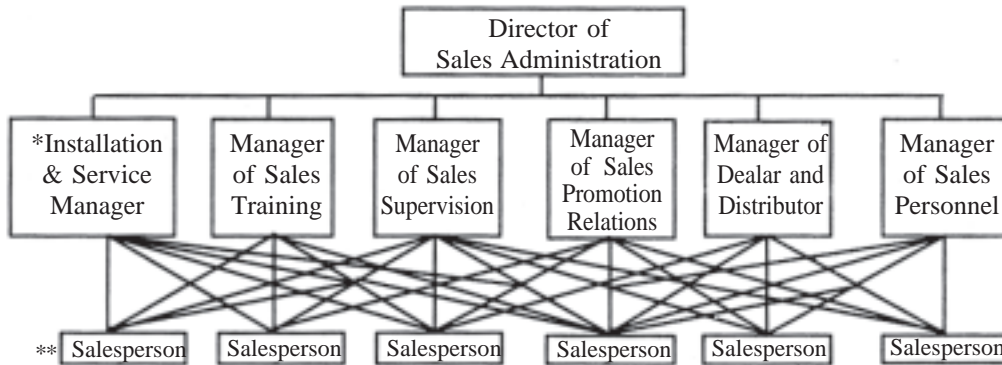 Director of
Sales Administration
*Installation
& Service
Manager
Manager
of Sales
Training
Manager
of Sales
Supervision
Manager
of Sales
Promotion
Relations
Manager of
Dealar and
Distributor
Manager
of Sales
Personnel
** Salesperson
Salesperson
Salesperson
Salesperson
Salesperson
Salesperson